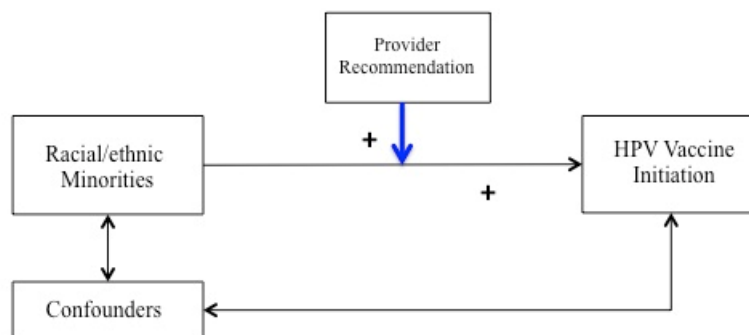 Provider
Recommendation
+
Racial/ethnic
Minorities
HPV Vaccine
Initiation
+
Confounders